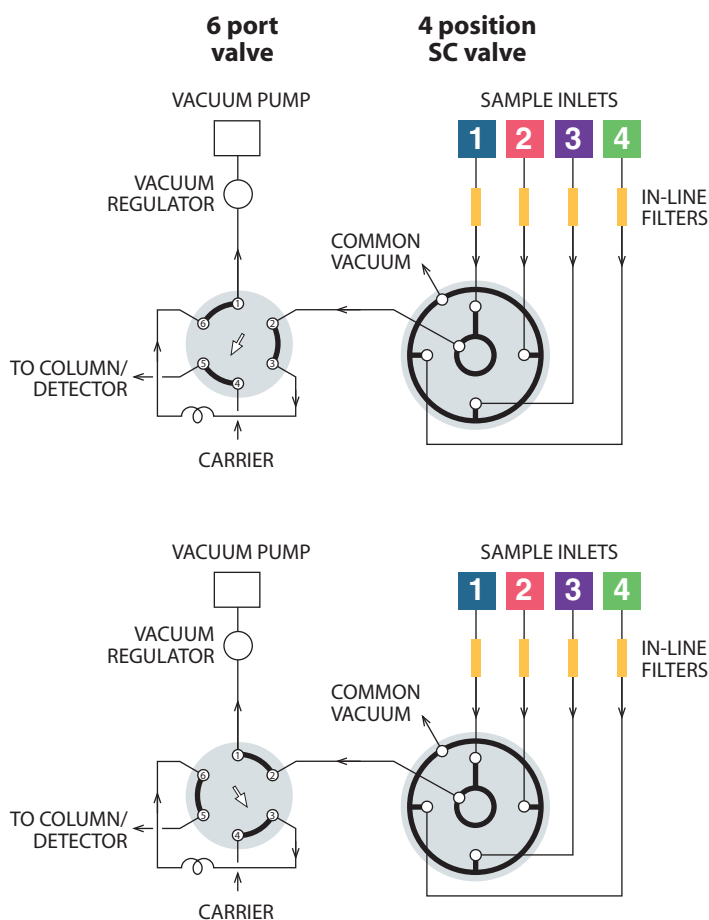 6 port
valve
4 position
SC valve
VACUUM PUMP
SAMPLE INLETS
1 2 3 4
VACUUM
REGULATOR
IN-LINE
FILTERS
COMMON
VACUUM
1
6 2
5 3
4
TO COLUMN/
DETECTOR
CARRIER
VACUUM PUMP
SAMPLE INLETS
1 2 3 4
VACUUM
REGULATOR
IN-LINE
FILTERS
COMMON
VACUUM
1
6 2
5 3
4
TO COLUMN/
DETECTOR
CARRIER